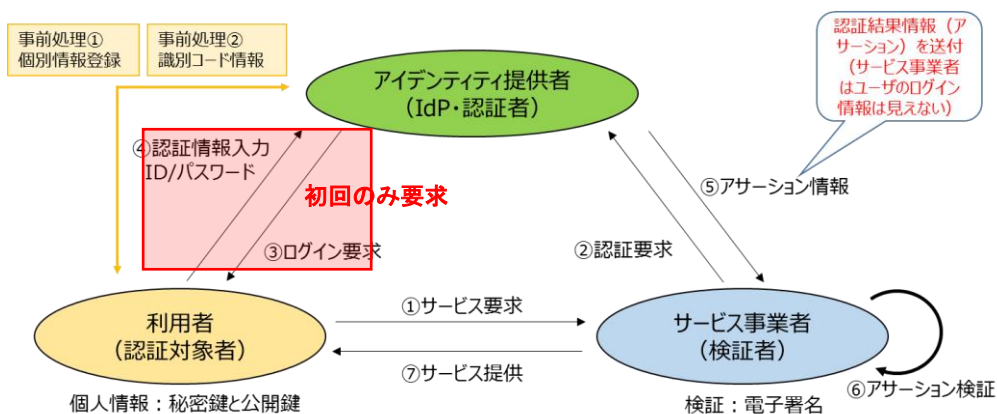 事前処理①
個別情報登録
事前処理②
識別コード情報
アイデンティティ提供者
(IdP・認証者)
認証結果情報(ア
サーション)を送付
(サービス事業者
はユーザのログイン
情報は見えない)
④認証情報入力
ID/パスワード
初回のみ要求
⑤アサーション情報
③ログイン要求
②認証要求
①サービス要求
利用者
(認証対象者)
サービス事業者
(検証者)
⑦サービス提供
⑥アサーション検証
個人情報:秘密鍵と公開鍵
検証:電子署名